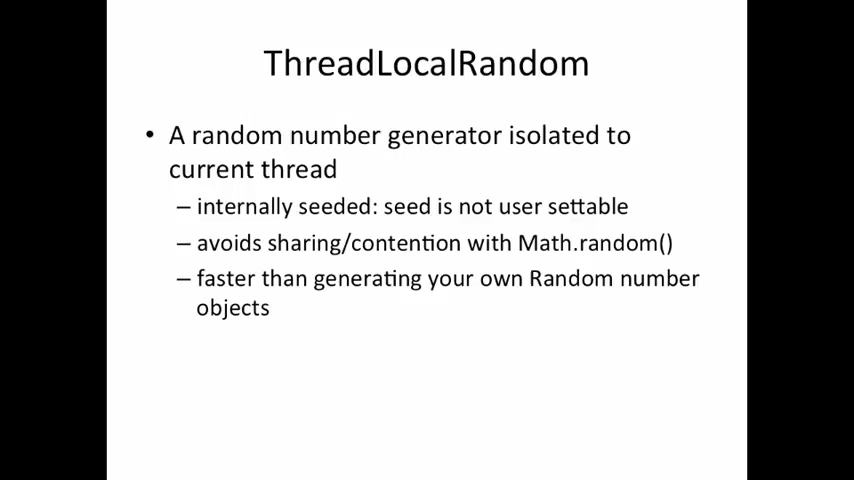 ThreadLocalRandom
• A random number generator isolated to
current thread
– internally seeded: seed is not user settable
– avoids sharing/contention with Math.random()
– faster than generating your own Random number
objects